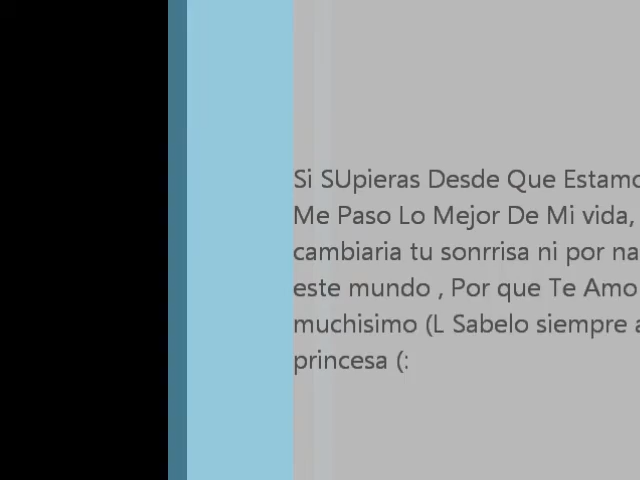 Si SUpieras Desde Que Estamo
Me Paso Lo Mejor De Mi vida,
cambiaria tu sonrrisa ni por na
este mundo , Por que Te Amo
muchisimo (L Sabelo siempre a
princesa (: